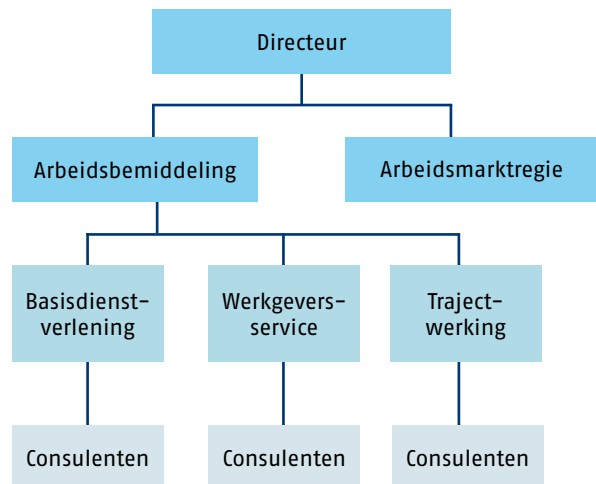 Directeur
Arbeidsbemiddeling
Arbeidsmarktregie
Basisdienst-
verlening
Werkgevers-
service
Traject-
werking
Consulenten
Consulenten
Consulenten